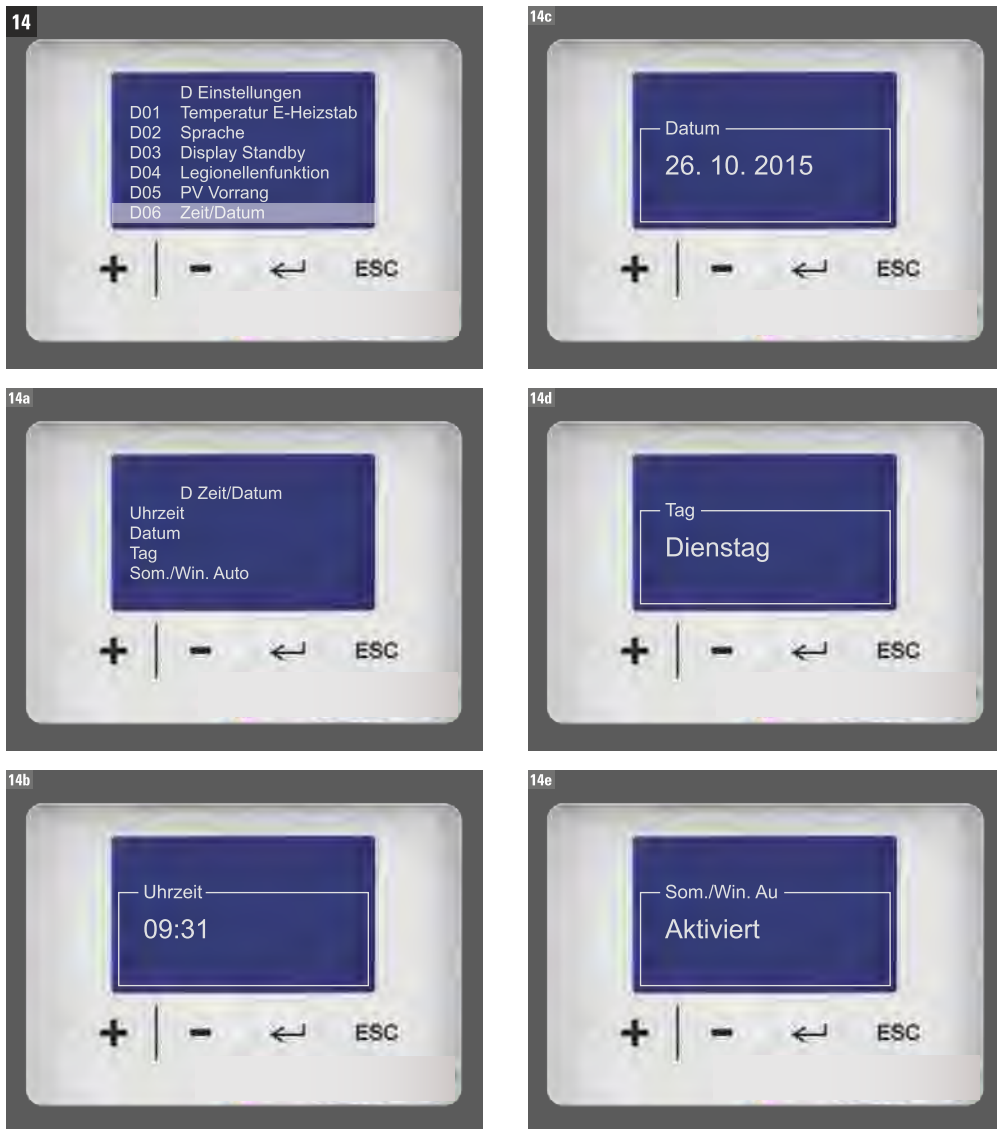 14
D Einstellungen
D01 Temperatur E-Heizstab
D02 Sprache
D03 Display Standby
D04 Legionellenfunktion
D05 PV Vorrang
D06 Zeit/Datum
+ | - ↵ ESC
14a
D Zeit/Datum
Uhrzeit
Datum
Tag
Som./Win. Auto
+ | - ↵ ESC
14b
Uhrzeit
09:31
+ | - ↵ ESC
14c
Datum
26. 10. 2015
+ | - ↵ ESC
14d
Tag
Dienstag
+ | - ↵ ESC
14e
Som./Win. Au
Aktiviert
+ | - ↵ ESC